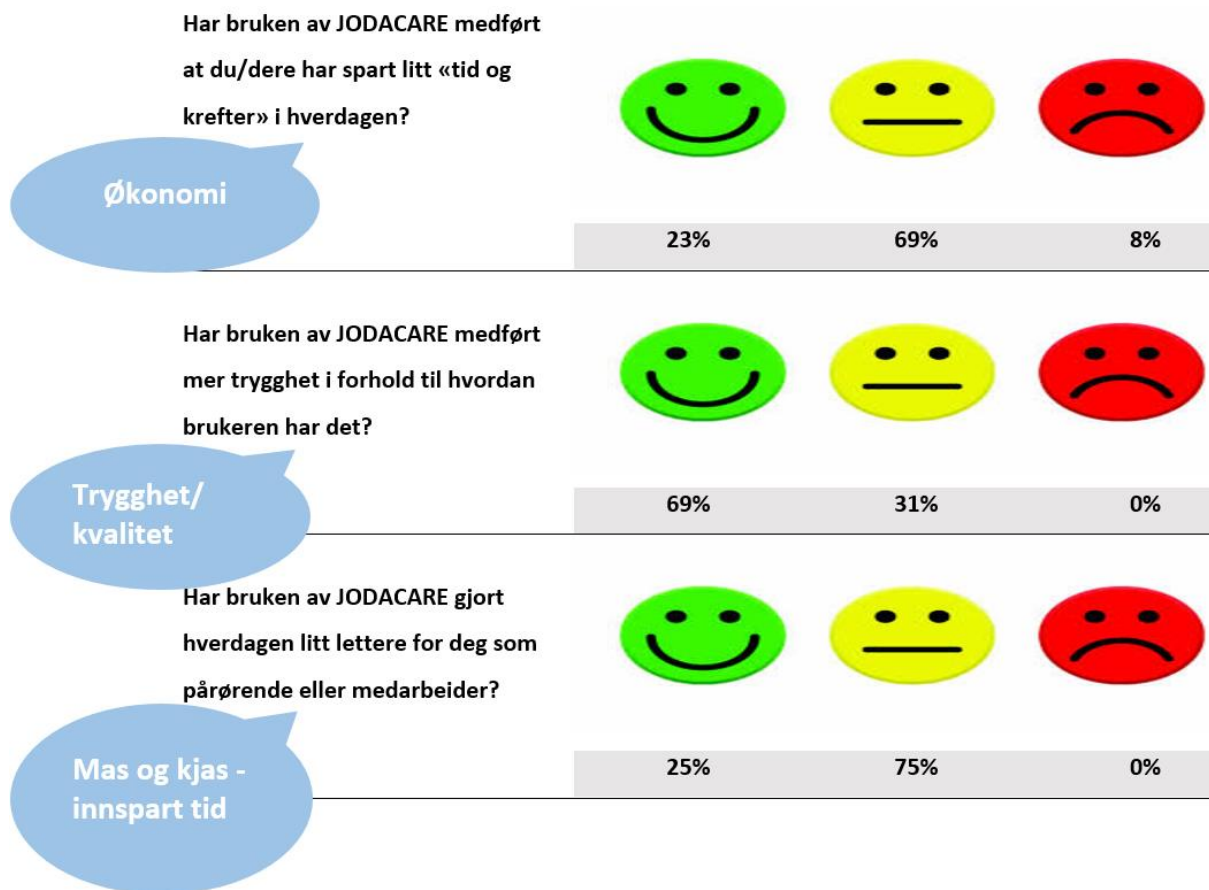 Har bruken av JODACARE medført
at du/dere har spart litt «tid og
krefter» i hverdagen?
Økonomi
23% 69% 8%
Har bruken av JODACARE medført
mer trygghet i forhold til hvordan
brukeren har det?
Trygghet/
kvalitet
69% 31% 0%
Har bruken av JODACARE gjort
hverdagen litt lettere for deg som
pårørende eller medarbeider?
Mas og kjas -
innspart tid
25% 75% 0%